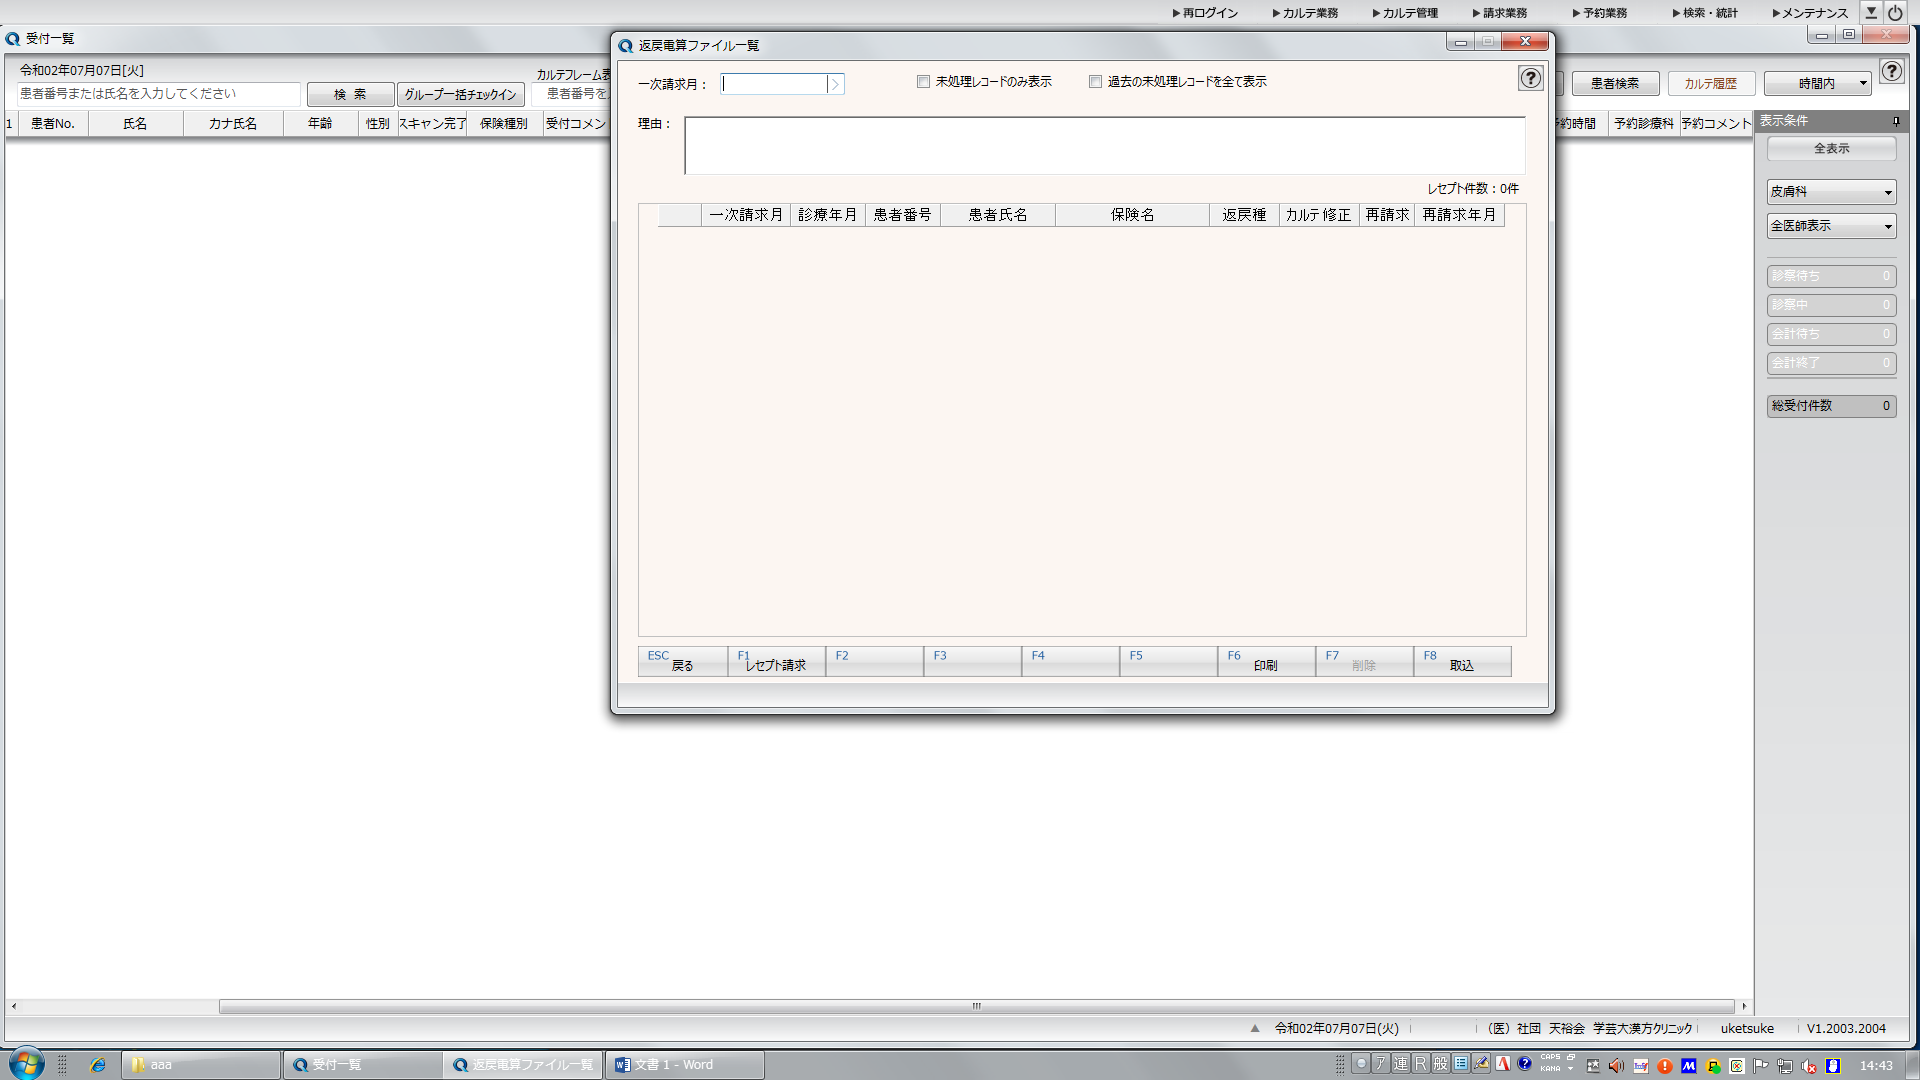 ▶再ログイン ▶カルテ業務 ▶カルテ管理 ▶請求業務 ▶予約業務 ▶検索・統計 ▶メンテナンス
受付一覧
令和02年07月07日[火]
カルテフレーム表
患者番号または氏名を入力してください
検 索
グループ一括チェックイン
患者番号を
患者検索
カルテ履歴
時間内
1 患者No. 氏名 カナ氏名 年齢 性別 スキャン完了 保険種別 受付コメン
予約時間 予約診療科 予約コメント
返戻電算ファイル一覧
一次請求月：
未処理レコードのみ表示
過去の未処理レコードを全て表示
理由：
レセプト件数：0件
一次請求月 診療年月 患者番号 患者氏名 保険名 返戻種 カルテ修正 再請求 再請求年月
ESC 戻る
F1 レセプト請求
F2
F3
F4
F5
F6 印刷
F7 削除
F8 取込
表示条件
全表示
皮膚科
全医師表示
診察待ち 0
診察中 0
会計待ち 0
会計終了 0
総受付件数 0
令和02年07月07日(火)
（医）社団 天裕会 学芸大漢方クリニック
uketsuke
V1.2003.2004
aaa
受付一覧
返戻電算ファイル一覧
文書 1 - Word
ア 連 R 般
CAPS
KANA
14:43